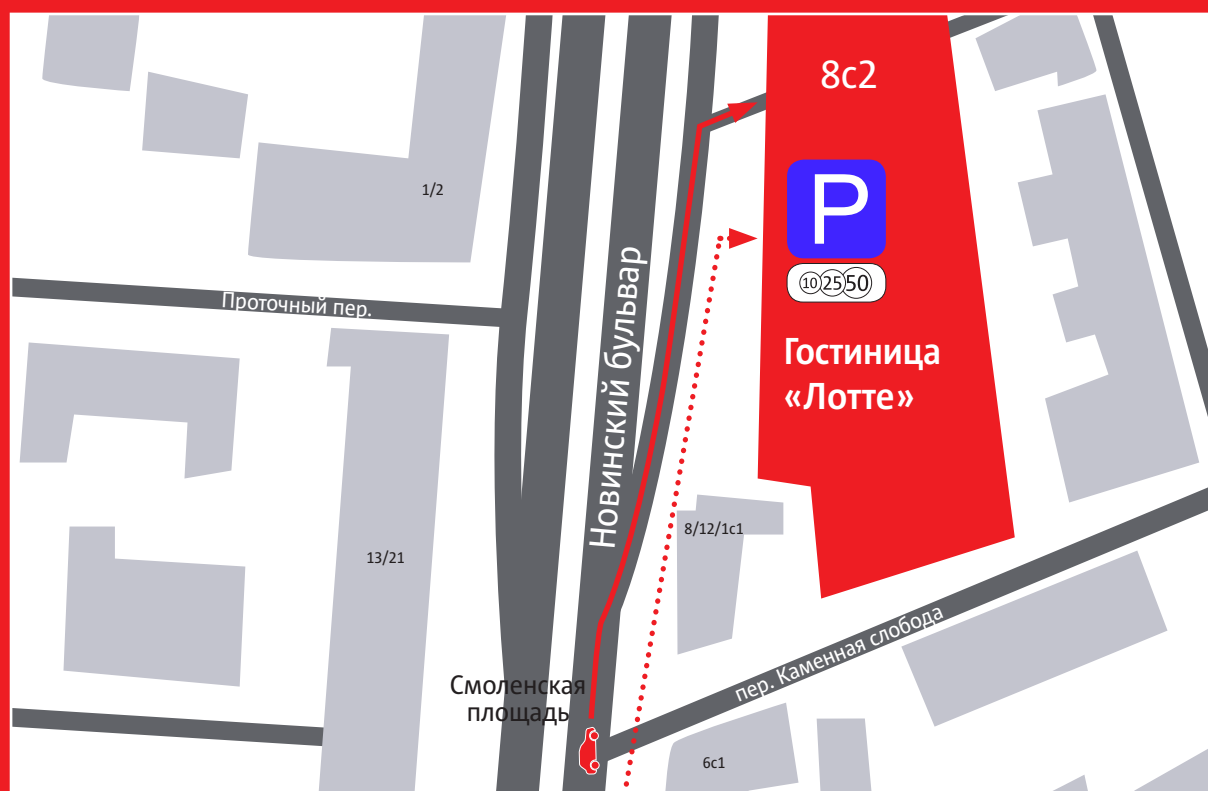 8с2
1/2
P
10 25 50
Проточный пер.
Новинский бульвар
Гостиница
«Лотте»
8/12/1с1
13/21
пер. Каменная слобода
Смоленская
площадь
6с1